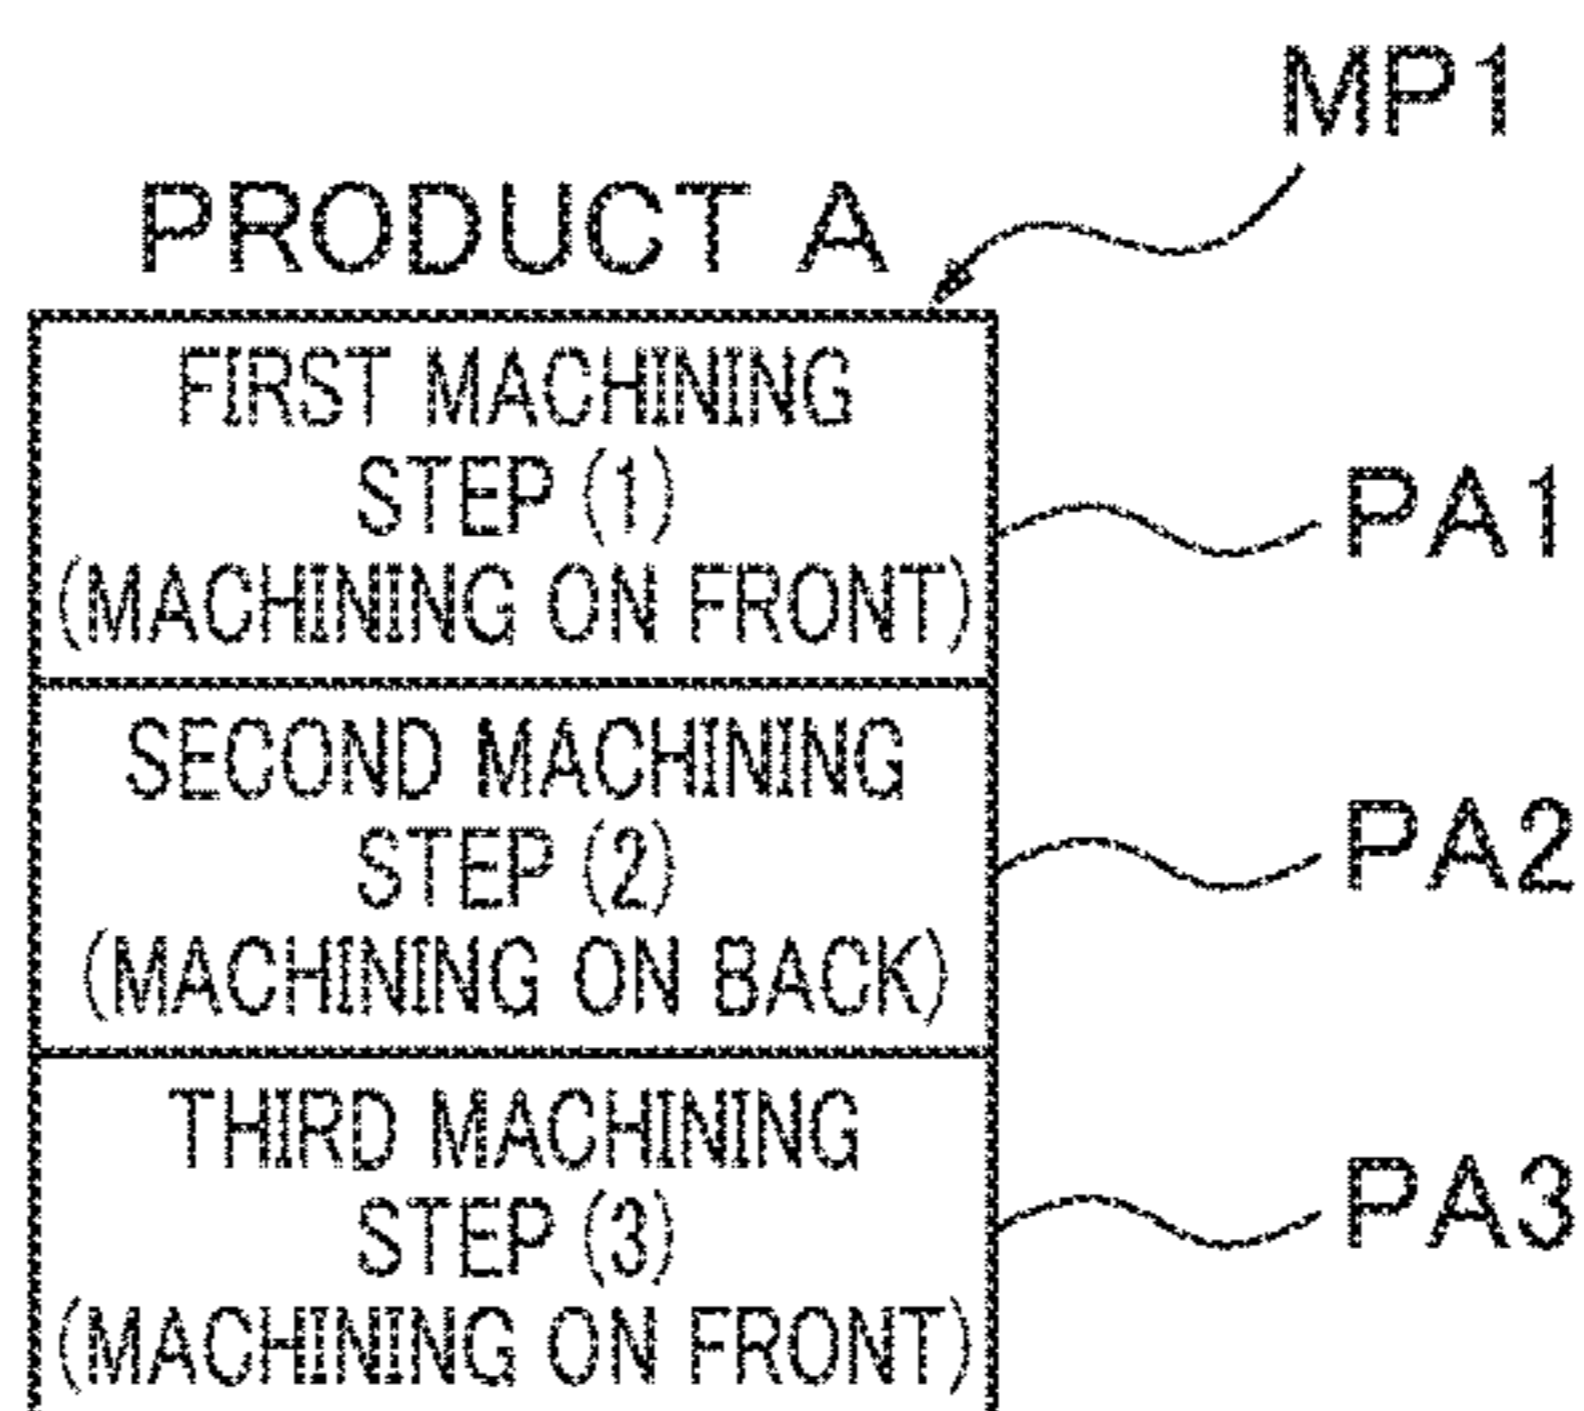 MP1
PRODUCT A
FIRST MACHINING
STEP (1)
(MACHINING ON FRONT)
PA1
SECOND MACHINING
STEP (2)
(MACHINING ON BACK)
PA2
THIRD MACHINING
STEP (3)
(MACHINING ON FRONT)
PA3